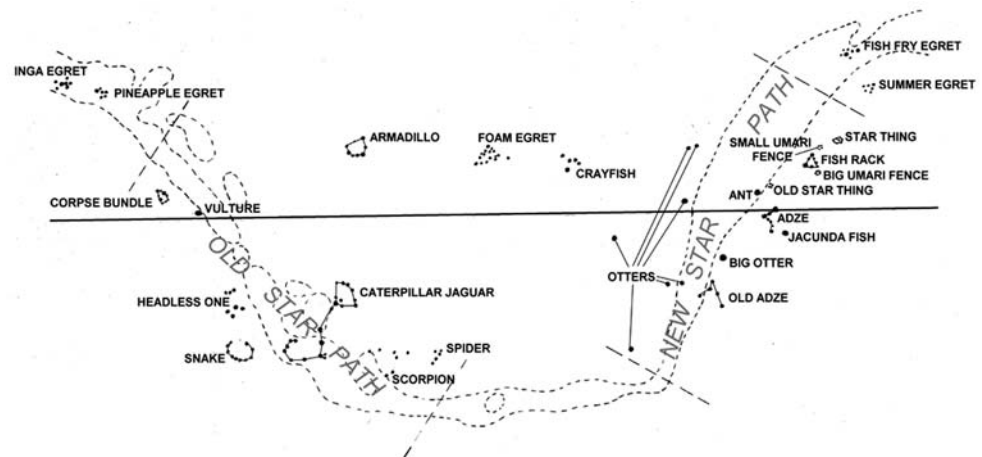 INGA EGRET
PINEAPPLE EGRET
CORPSE BUNDLE
VULTURE
OLD STAR PATH
HEADLESS ONE
SNAKE
ARMADILLO
FOAM EGRET
CRAYFISH
CATERPILLAR JAGUAR
SPIDER
SCORPION
OTTERS
NEW STAR PATH
FISH FRY EGRET
SUMMER EGRET
STAR THING
SMALL UMARI
FENCE
FISH RACK
BIG UMARI FENCE
ANT
OLD STAR THING
ADZE
JACUNDA FISH
BIG OTTER
OLD ADZE